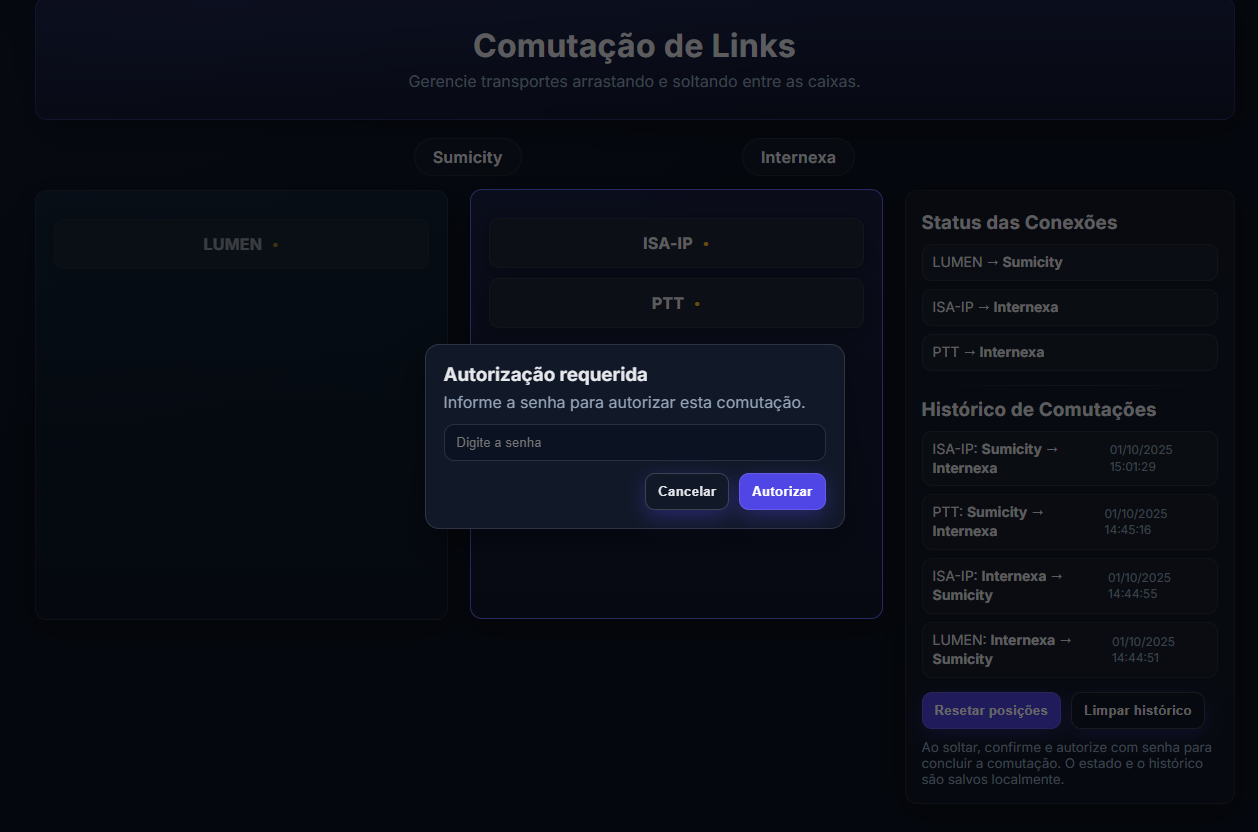 Comutação de Links
Gerencie transportes arrastando e soltando entre as caixas.
Sumicity
Internexa
LUMEN
ISA-IP
PTT
Autorização requerida
Informe a senha para autorizar esta comutação.
Digite a senha
Cancelar
Autorizar
Status das Conexões
LUMEN → Sumicity
ISA-IP → Internexa
PTT → Internexa
Histórico de Comutações
ISA-IP: Sumicity →
Internexa
01/10/2025
15:01:29
PTT: Sumicity →
Internexa
01/10/2025
14:45:16
ISA-IP: Internexa →
Sumicity
01/10/2025
14:44:55
LUMEN: Internexa →
Sumicity
01/10/2025
14:44:51
Resetar posições
Limpar histórico
Ao soltar, confirme e autorize com senha para
concluir a comutação. O estado e o histórico
são salvos localmente.